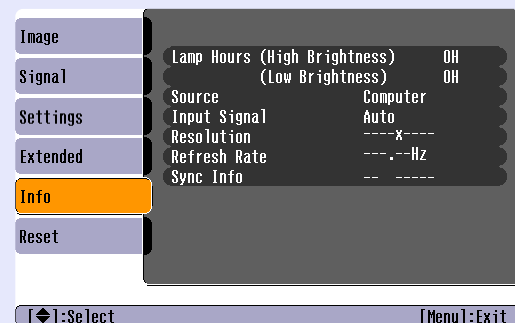 Image
Signal
Settings
Extended
Info
Reset
Lamp Hours (High Brightness) 0H
(Low Brightness) 0H
Source Computer
Input Signal Auto
Resolution ----x----
Refresh Rate ---.--Hz
Sync Info -- -----
[◆]:Select [Menu]:Exit